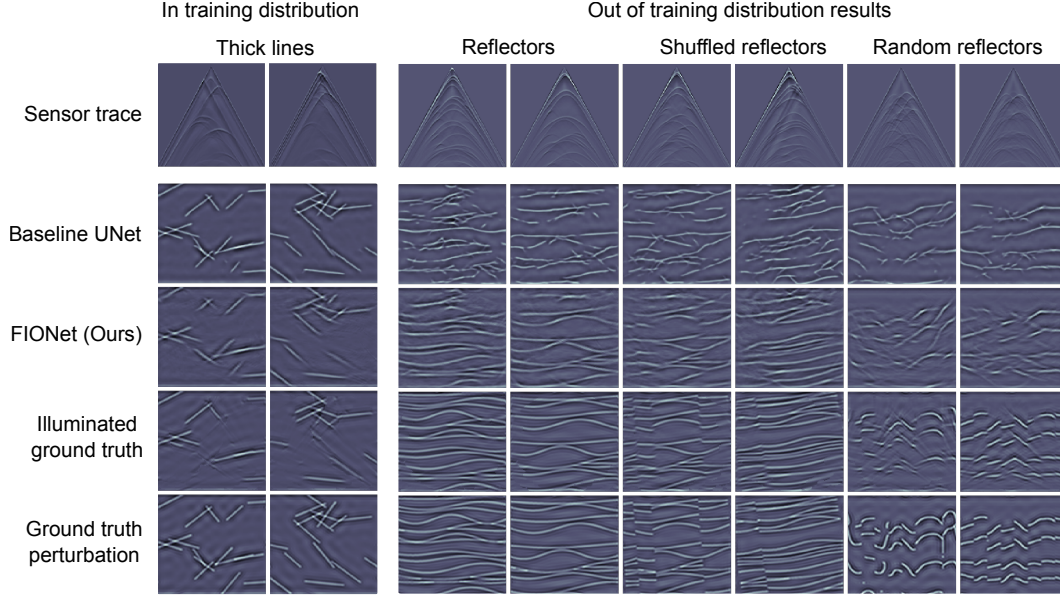 In training distribution
Out of training distribution results
Thick lines
Reflectors
Shuffled reflectors
Random reflectors
Sensor trace
Baseline UNet
FIONet (Ours)
Illuminated
ground truth
Ground truth
perturbation